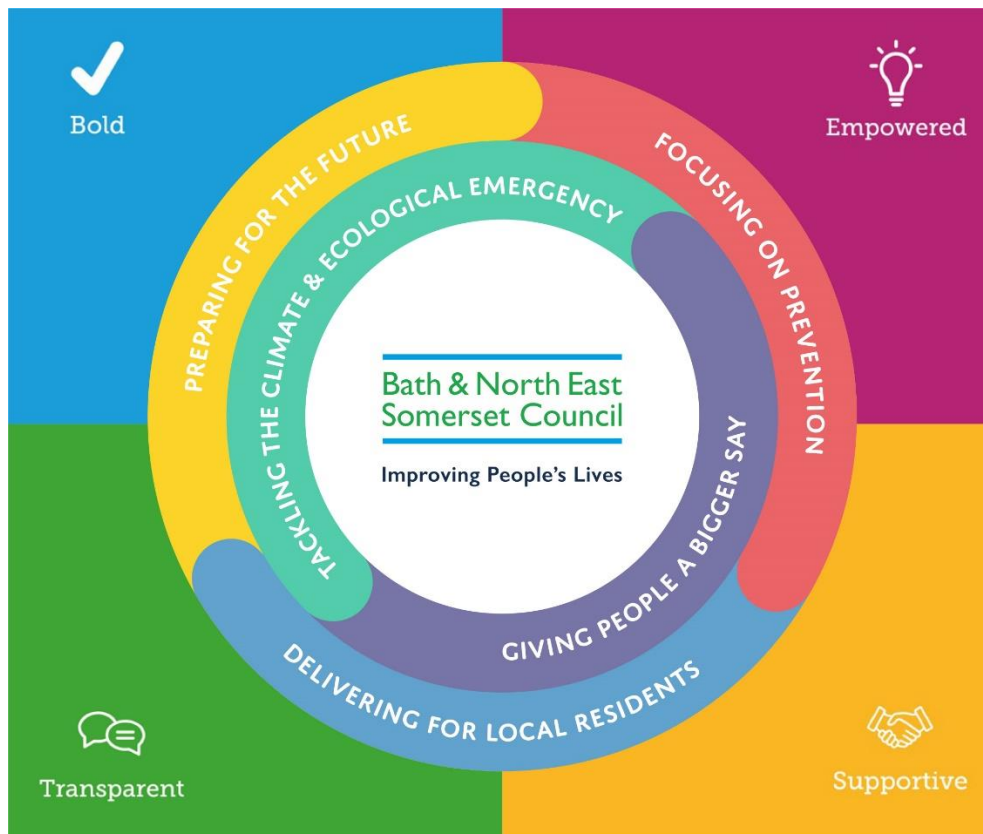 Bold
Empowered
PREPARING FOR THE FUTURE
FOCUSING ON PREVENTION
TACKLING THE CLIMATE & ECOLOGICAL EMERGENCY
Bath & North East
Somerset Council
Improving People's Lives
GIVING PEOPLE A BIGGER SAY
DELIVERING FOR LOCAL RESIDENTS
Transparent
Supportive